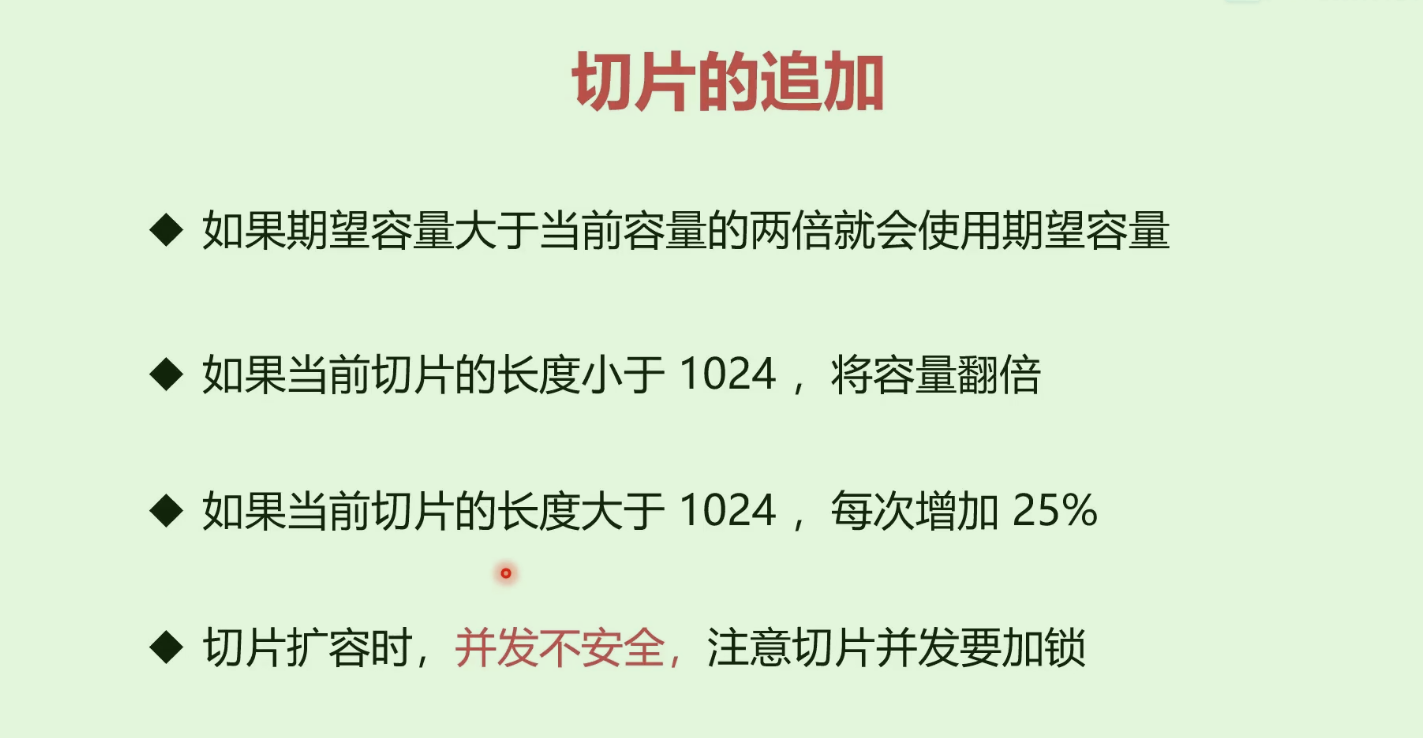 切片的追加
◆ 如果期望容量大于当前容量的两倍就会使用期望容量
◆ 如果当前切片的长度小于 1024 ，将容量翻倍
◆ 如果当前切片的长度大于 1024 ，每次增加 25%
◆ 切片扩容时，并发不安全，注意切片并发要加锁